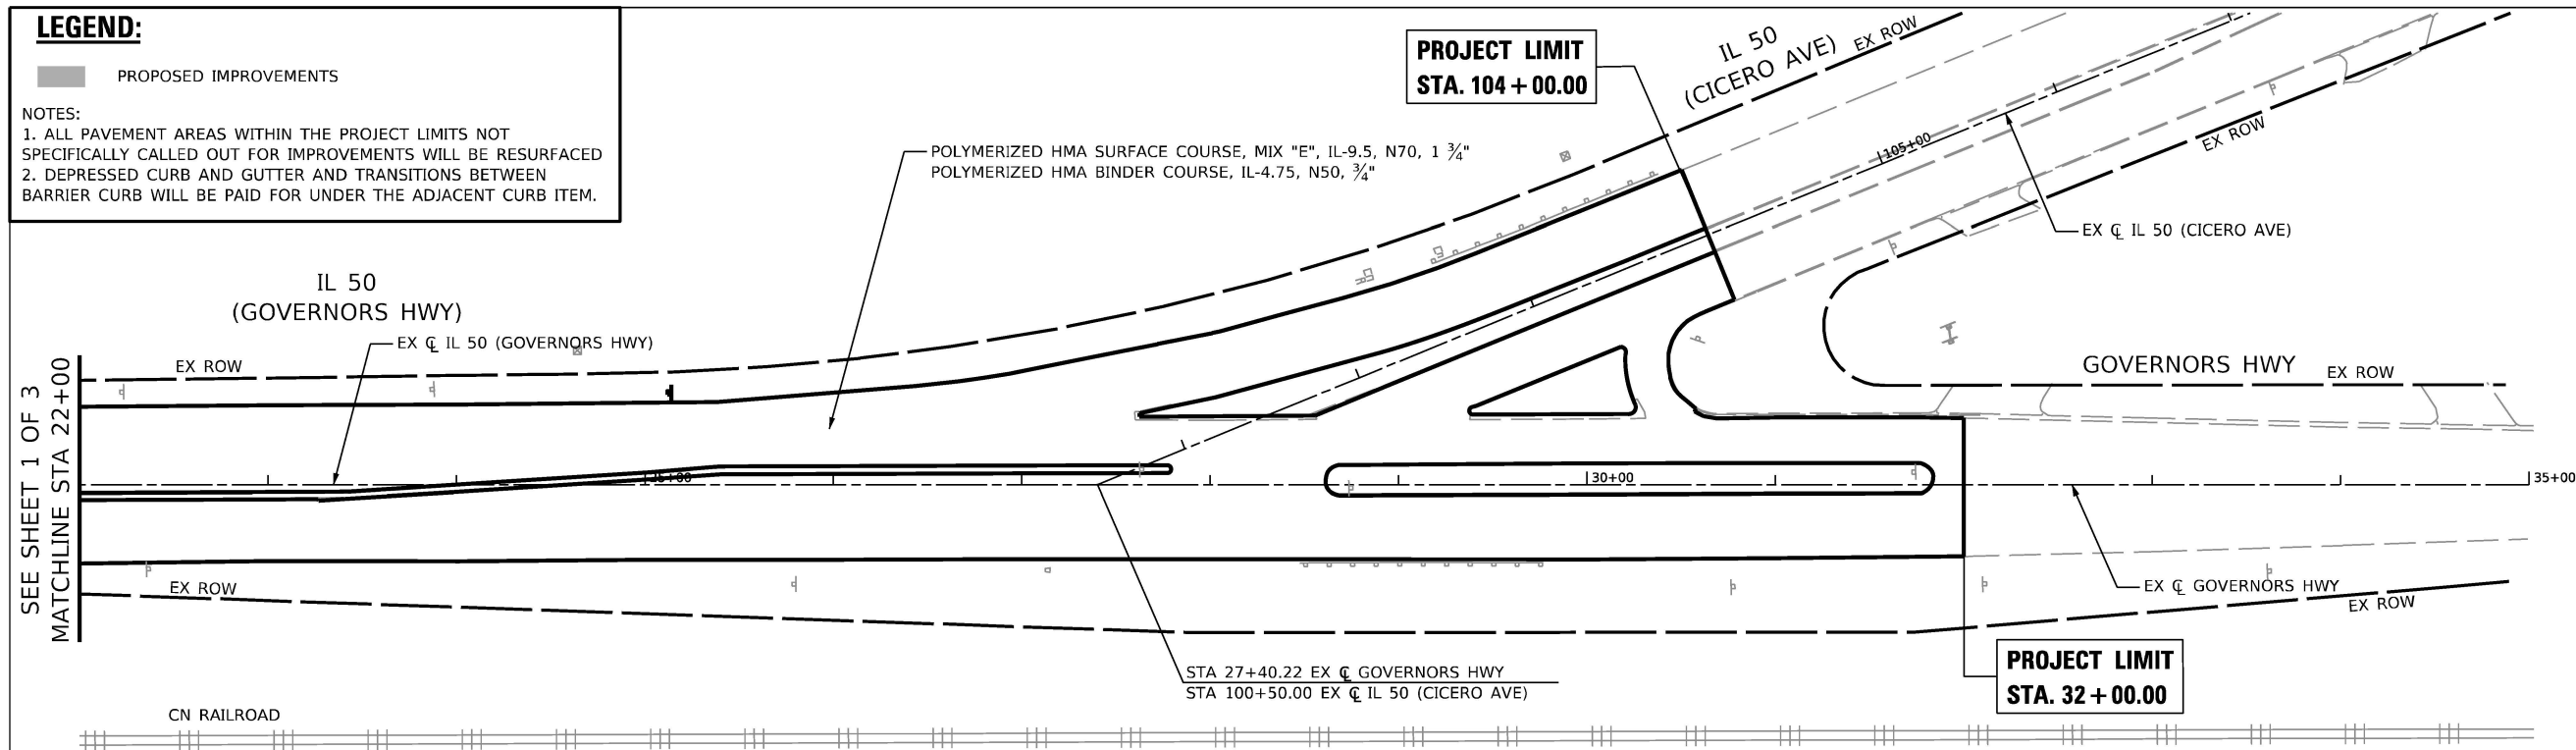 LEGEND:
PROPOSED IMPROVEMENTS
NOTES:
1. ALL PAVEMENT AREAS WITHIN THE PROJECT LIMITS NOT
SPECIFICALLY CALLED OUT FOR IMPROVEMENTS WILL BE RESURFACED
2. DEPRESSED CURB AND GUTTER AND TRANSITIONS BETWEEN
BARRIER CURB WILL BE PAID FOR UNDER THE ADJACENT CURB ITEM.
PROJECT LIMIT
STA. 104+00.00
IL 50
(CICERO AVE)
EX ROW
POLYMERIZED HMA SURFACE COURSE, MIX "E", IL-9.5, N70, 1 ¾"
POLYMERIZED HMA BINDER COURSE, IL-4.75, N50, ¾"
105+00
EX ROW
EX ℄ IL 50 (CICERO AVE)
IL 50
(GOVERNORS HWY)
EX ℄ IL 50 (GOVERNORS HWY)
EX ROW
GOVERNORS HWY
EX ROW
SEE SHEET 1 OF 3
MATCHLINE STA 22+00
25+00
30+00
35+00
EX ROW
EX ℄ GOVERNORS HWY
EX ROW
STA 27+40.22 EX ℄ GOVERNORS HWY
STA 100+50.00 EX ℄ IL 50 (CICERO AVE)
PROJECT LIMIT
STA. 32+00.00
CN RAILROAD